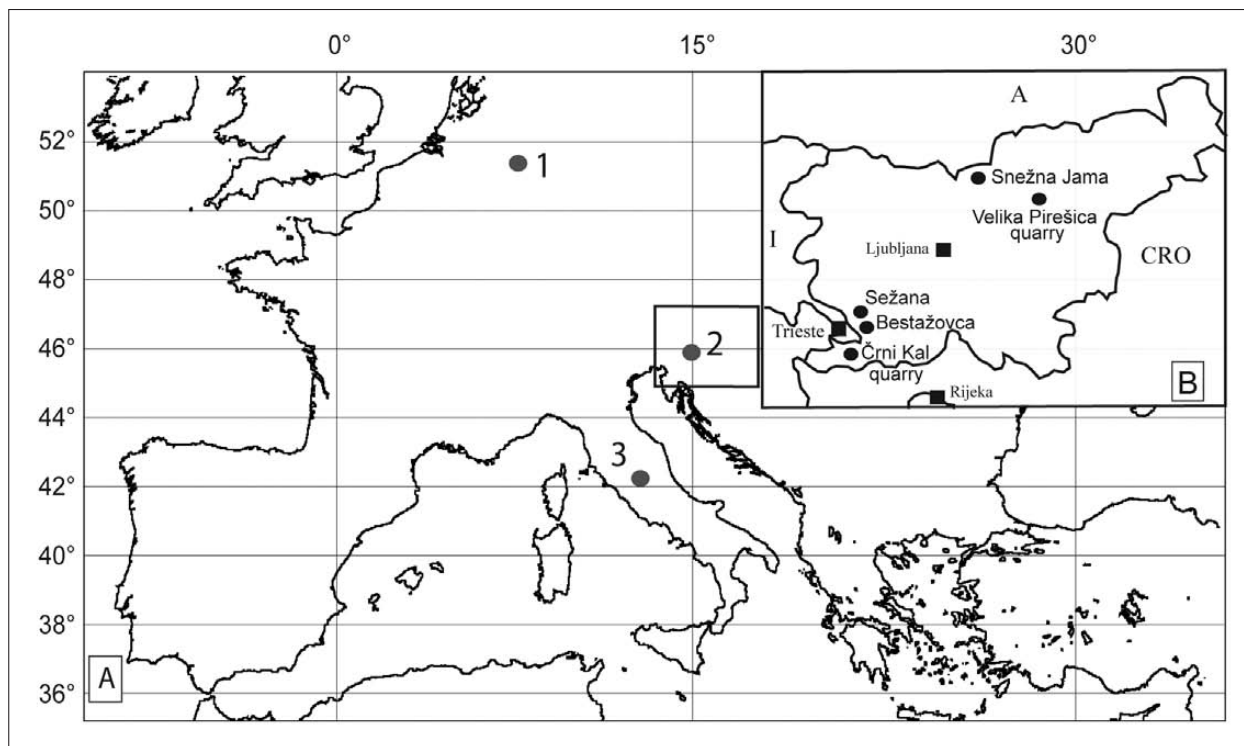 0° 15° 30°
A
52°
1
Snežna Jama
50°
Velika Pirešica
quarry
I
Ljubljana
CRO
48°
Sežana
Bestažovca
Trieste
46°
2
Črni Kal
quarry
B
Rijeka
44°
3
42°
40°
38°
A
36°